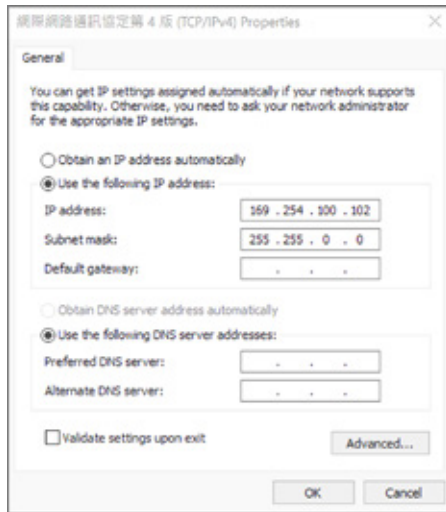 網際網路通訊協定第 4 版 (TCP/IPv4) Properties
General
You can get IP settings assigned automatically if your network supports
this capability. Otherwise, you need to ask your network administrator
for the appropriate IP settings.
Obtain an IP address automatically
Use the following IP address:
IP address: 169 . 254 . 100 . 102
Subnet mask: 255 . 255 . 0 . 0
Default gateway: . . .
Obtain DNS server address automatically
Use the following DNS server addresses:
Preferred DNS server: . . .
Alternate DNS server: . . .
Validate settings upon exit
Advanced...
OK Cancel